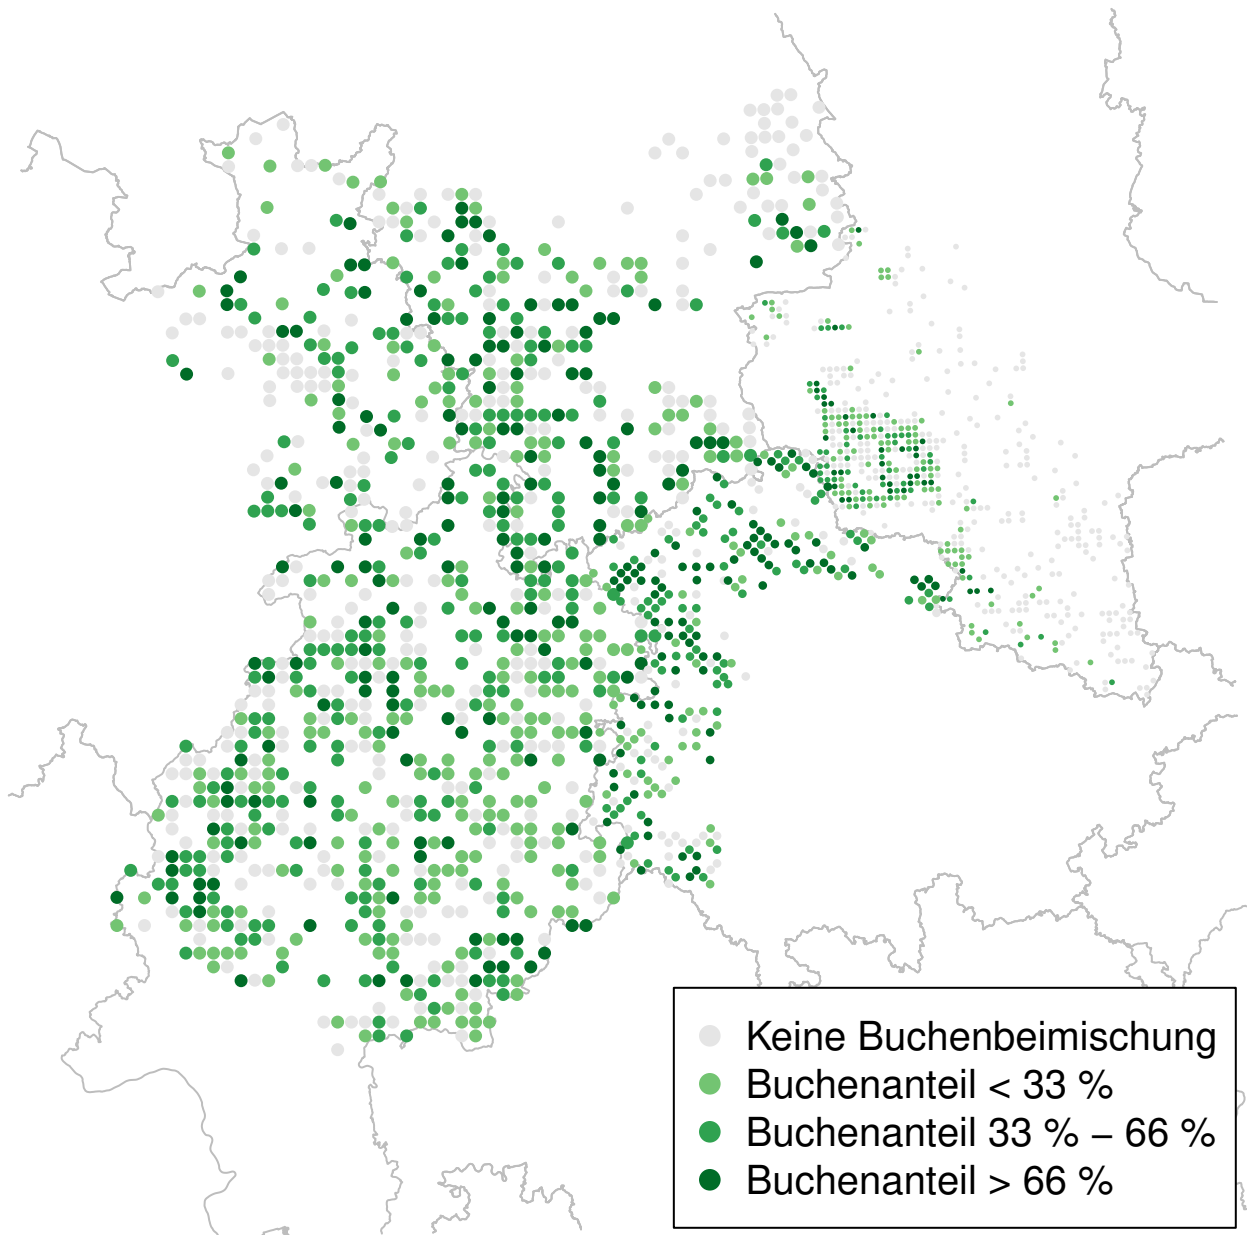 Keine Buchenbeimischung
Buchenanteil < 33 %
Buchenanteil 33 % – 66 %
Buchenanteil > 66 %